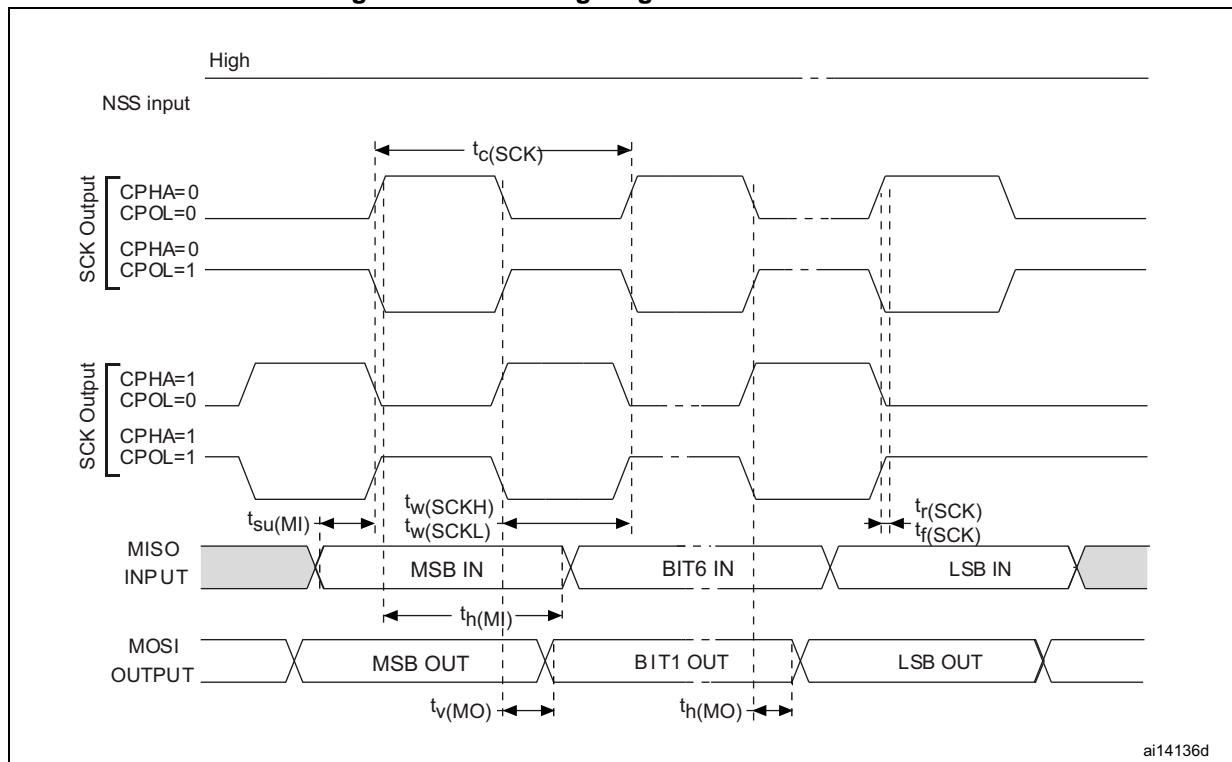 High
NSS input
tc(SCK)
SCK Output
CPHA=0
CPOL=0
CPHA=0
CPOL=1
SCK Output
CPHA=1
CPOL=0
CPHA=1
CPOL=1
tsu(MI)
tw(SCKH)
tw(SCKL)
tr(SCK)
tf(SCK)
MISO
INPUT
MSB IN
BIT6 IN
LSB IN
th(MI)
MOSI
OUTPUT
MSB OUT
BIT1 OUT
LSB OUT
tv(MO)
th(MO)
ai14136d